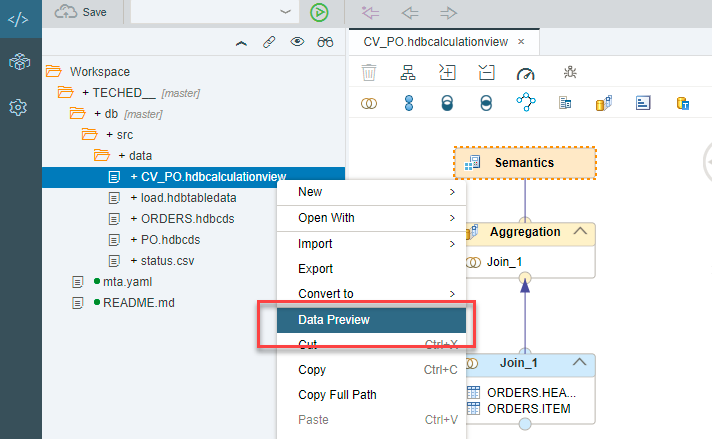 </> Save
CV_PO.hdbcalculationview ×
Workspace
+ TECHED__ [master]
+ db [master]
+ src
+ data
+ CV_PO.hdbcalculationview
+ load.hdbtabledata
+ ORDERS.hdbcds
+ PO.hdbcds
+ status.csv
mta.yaml
README.md
New >
Open With >
Import >
Export
Convert to >
Data Preview
Cut Ctrl+X
Copy Ctrl+C
Copy Full Path
Paste Ctrl+V
Semantics
Aggregation
Join_1
Join_1
ORDERS.HEA...
ORDERS.ITEM